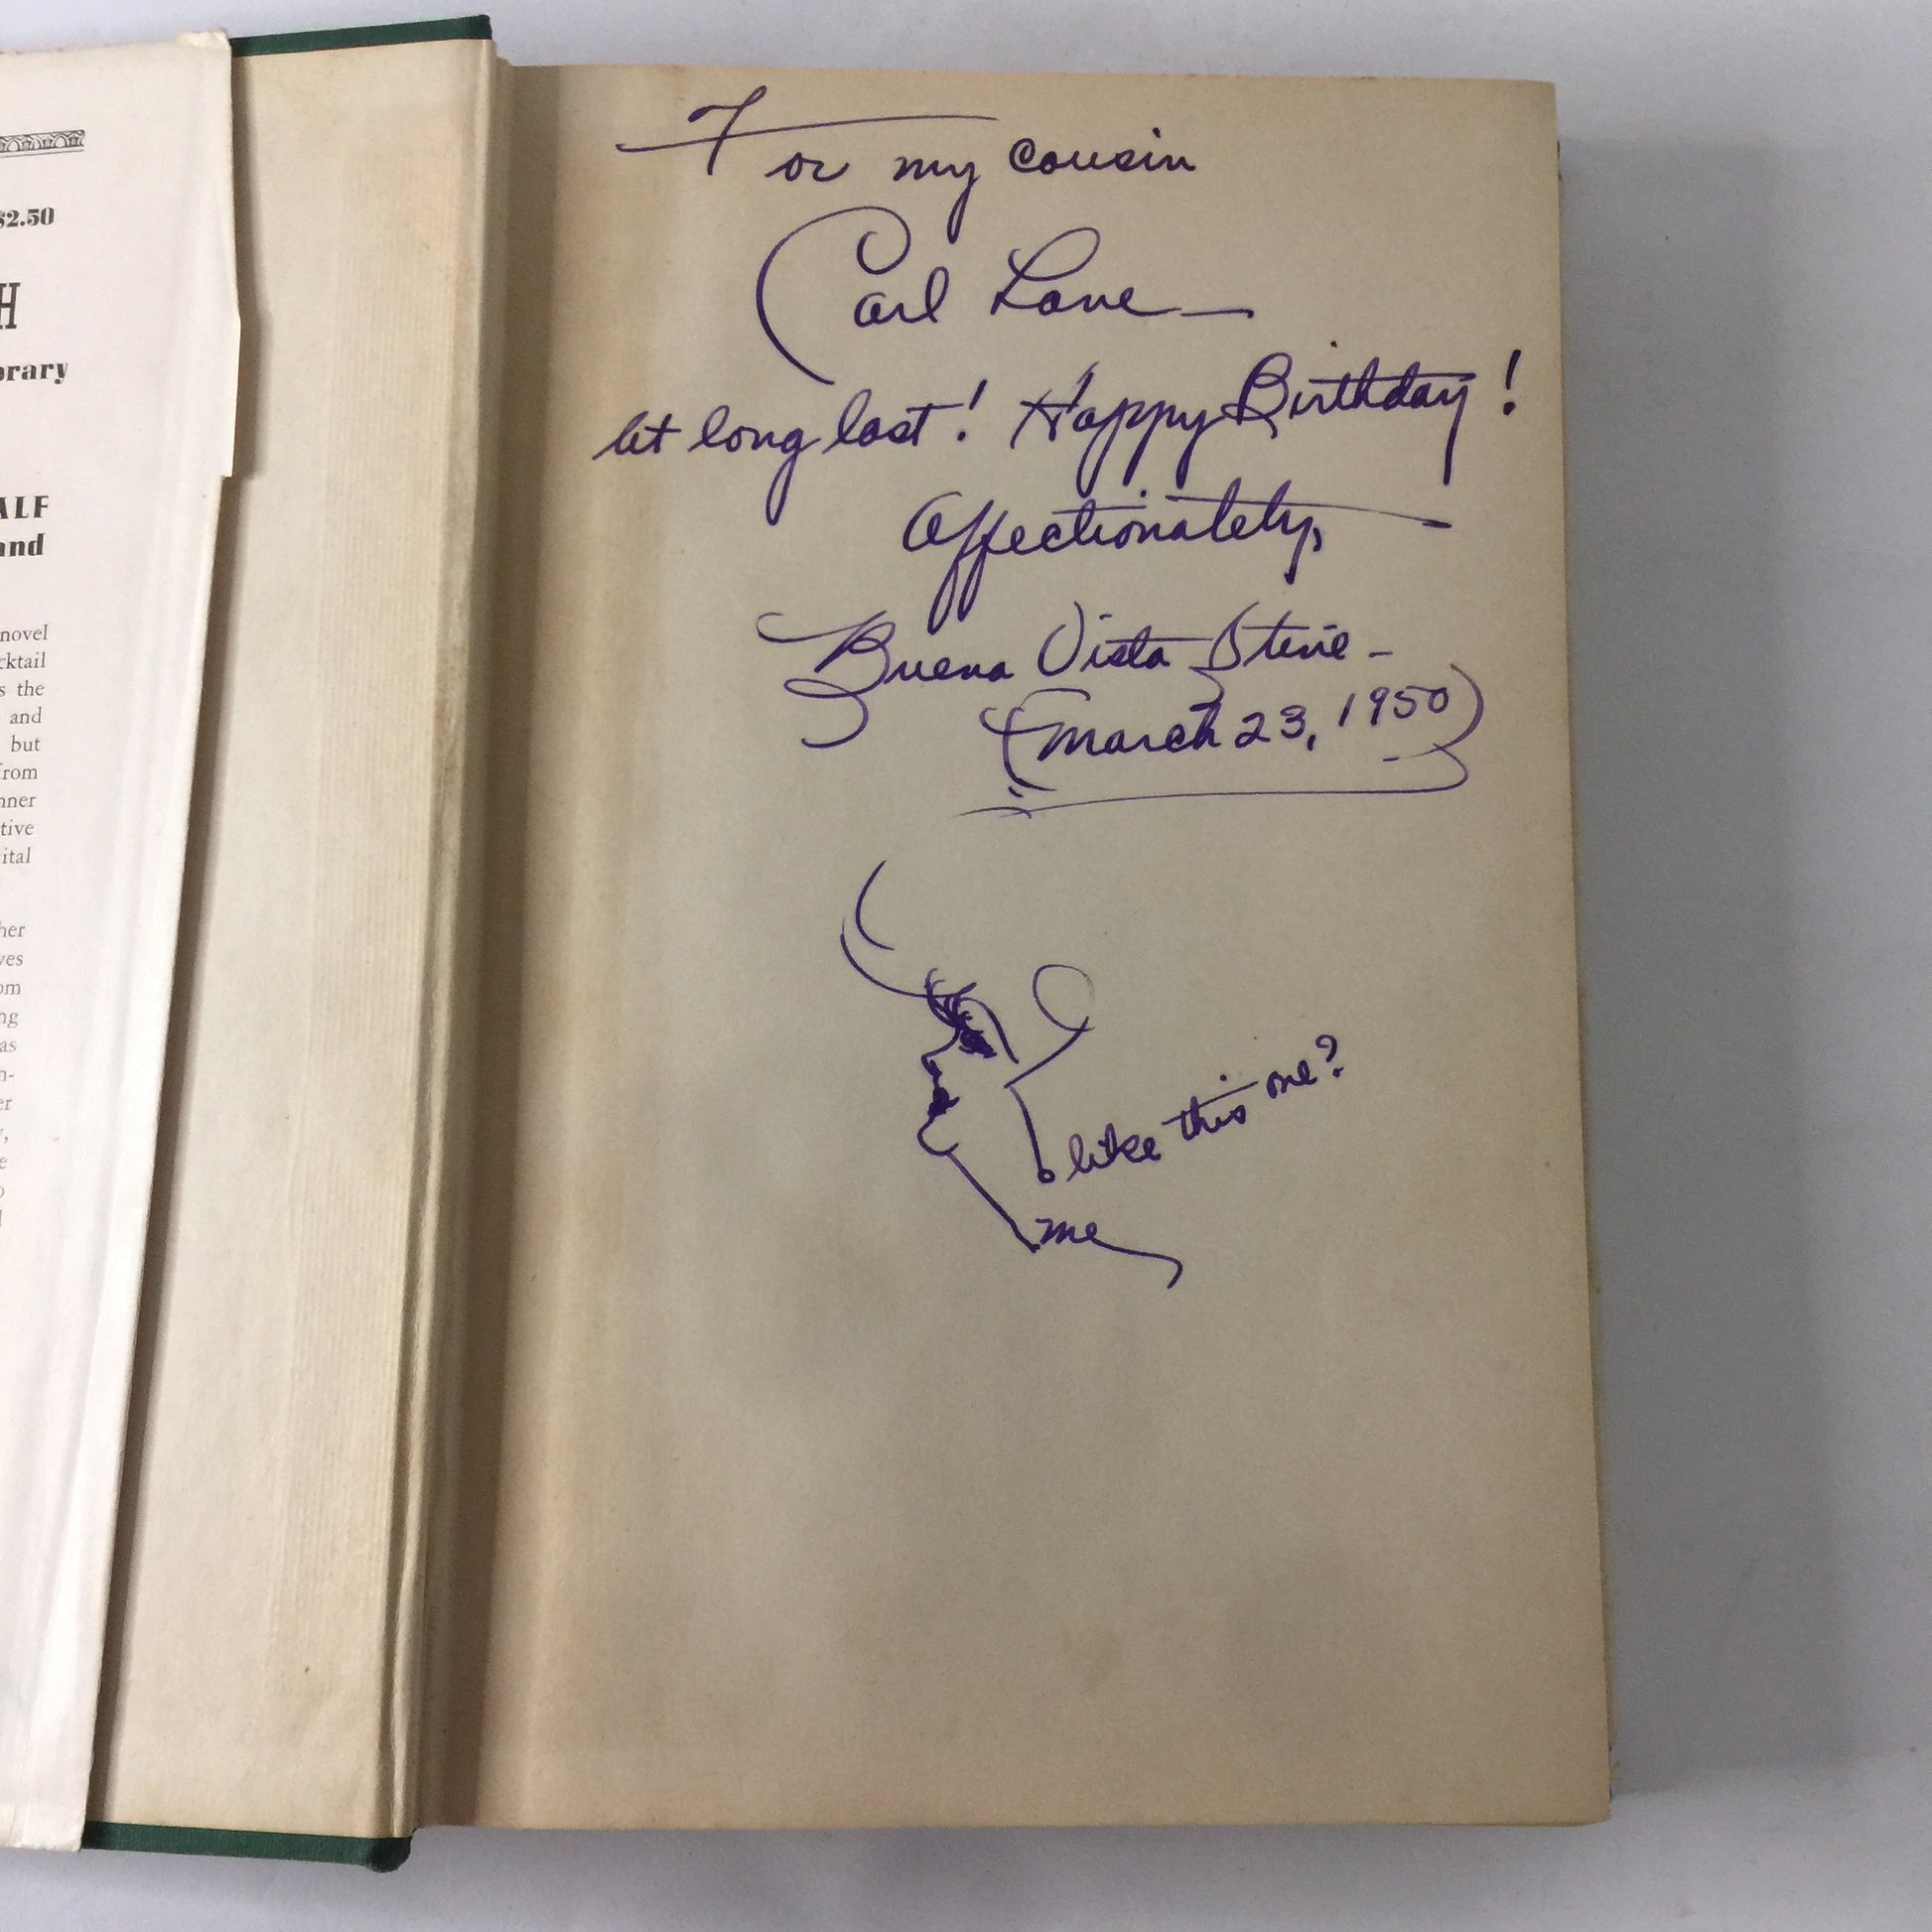 $2.50
H
brary
ALF
and
novel
cktail
s the
and
but
from
nner
tive
ital
her
ves
om
ng
as
n-
er
y,
e
For my cousin
Carl Lane —
at long last! Happy Birthday!
Affectionately,
Buena Vista -
(March 23, 1950)
like this one?
me